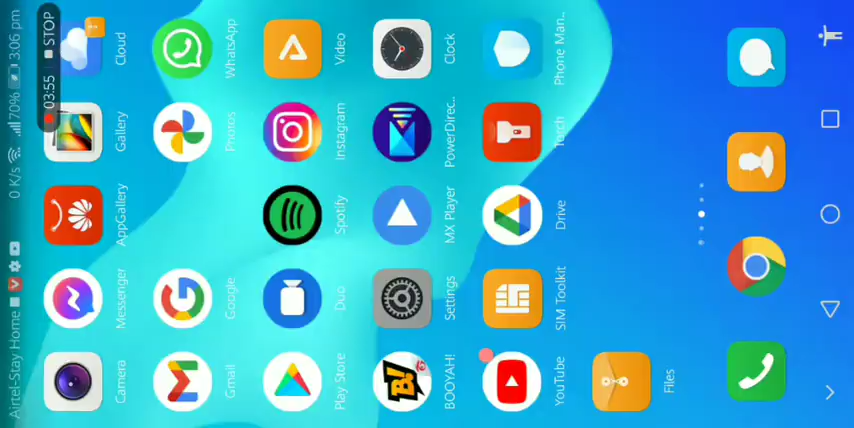 Airtel-Stay Home
0 K/s
70%
3:06 pm
03:55
STOP
Camera
Messenger
AppGallery
Gallery
Cloud
Gmail
Google
Photos
WhatsApp
Play Store
Duo
Spotify
Instagram
Video
B!
BOOYAH!
Settings
MX Player
PowerDirec..
Clock
YouTube
SIM Toolkit
Drive
Torch
Phone Man..
Files